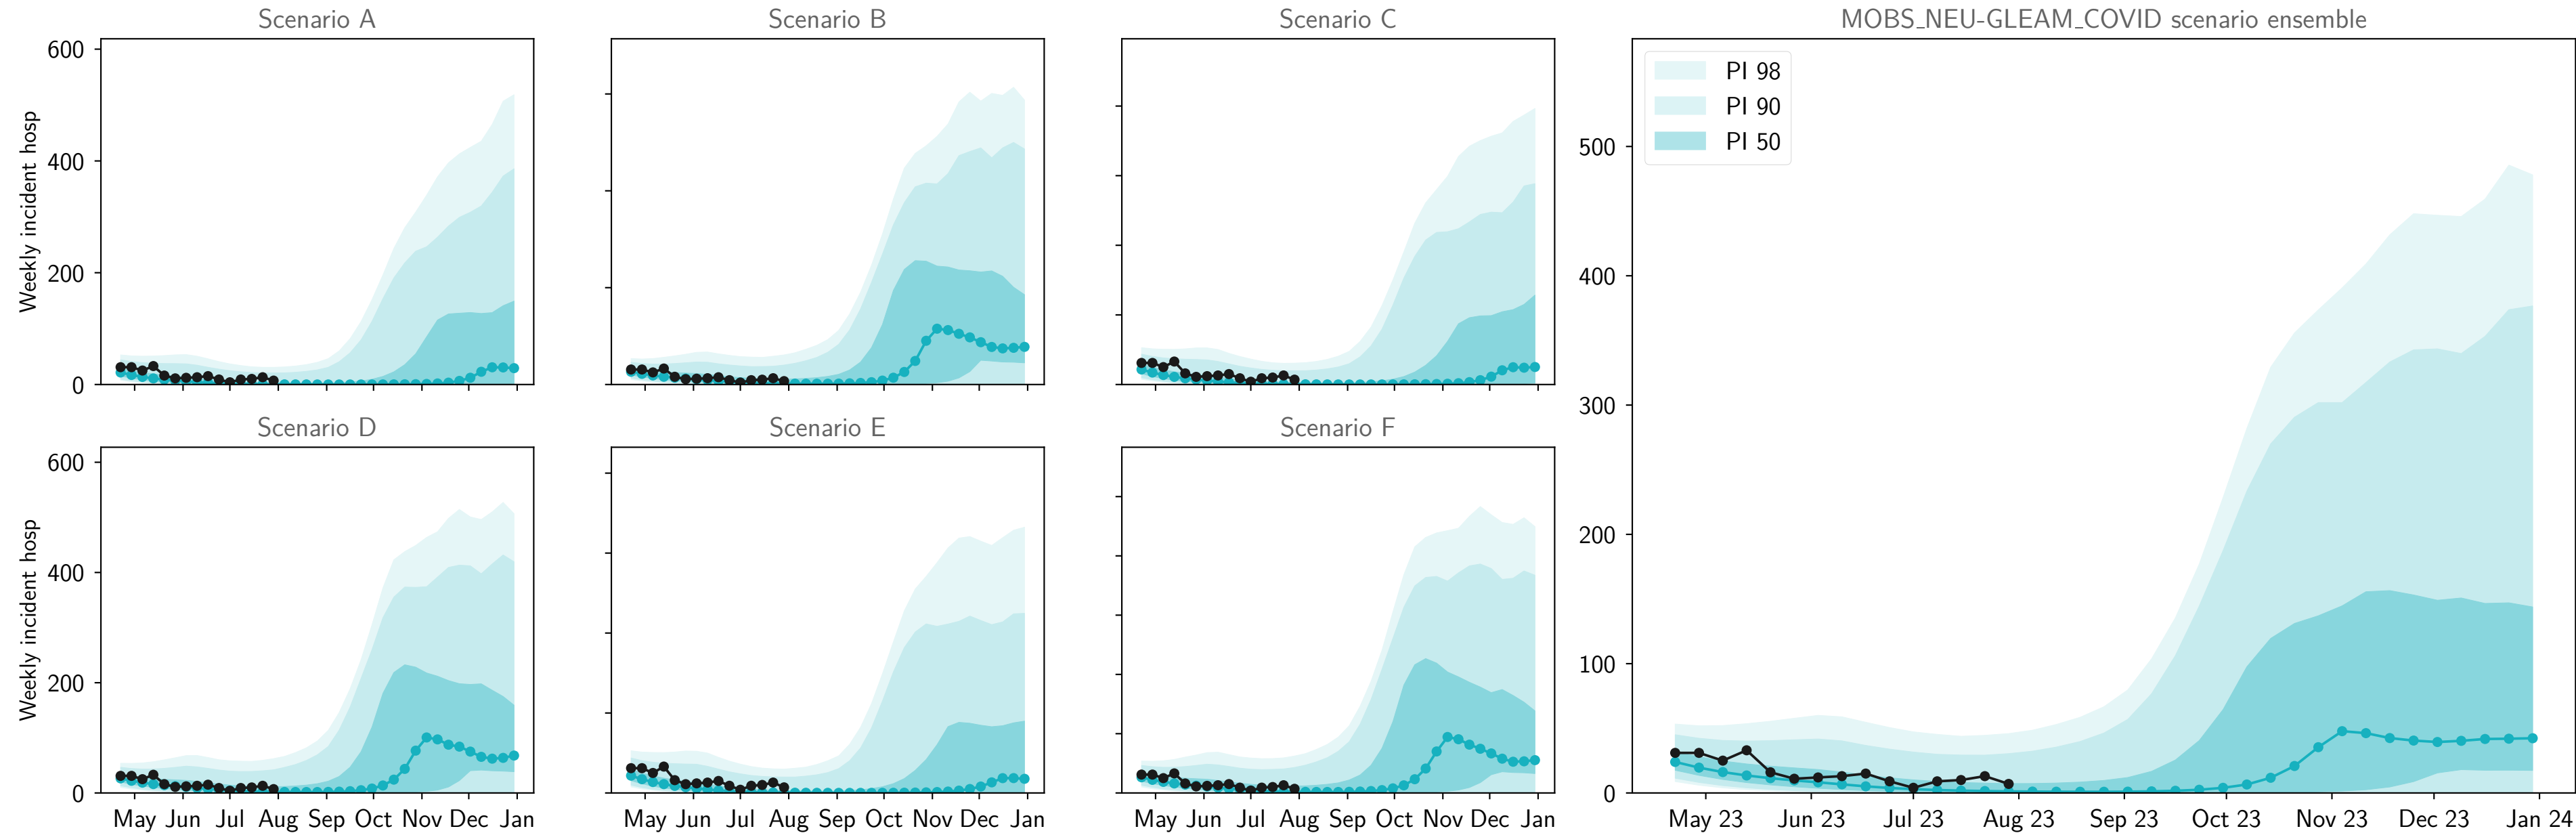 Scenario A
Scenario B
Scenario C
MOBS_NEU-GLEAM_COVID scenario ensemble
Weekly incident hosp
600
400
200
0
PI 98
PI 90
PI 50
500
400
300
200
100
0
Scenario D
Scenario E
Scenario F
Weekly incident hosp
600
400
200
0
May Jun Jul Aug Sep Oct Nov Dec Jan
May Jun Jul Aug Sep Oct Nov Dec Jan
May Jun Jul Aug Sep Oct Nov Dec Jan
May 23 Jun 23 Jul 23 Aug 23 Sep 23 Oct 23 Nov 23 Dec 23 Jan 24